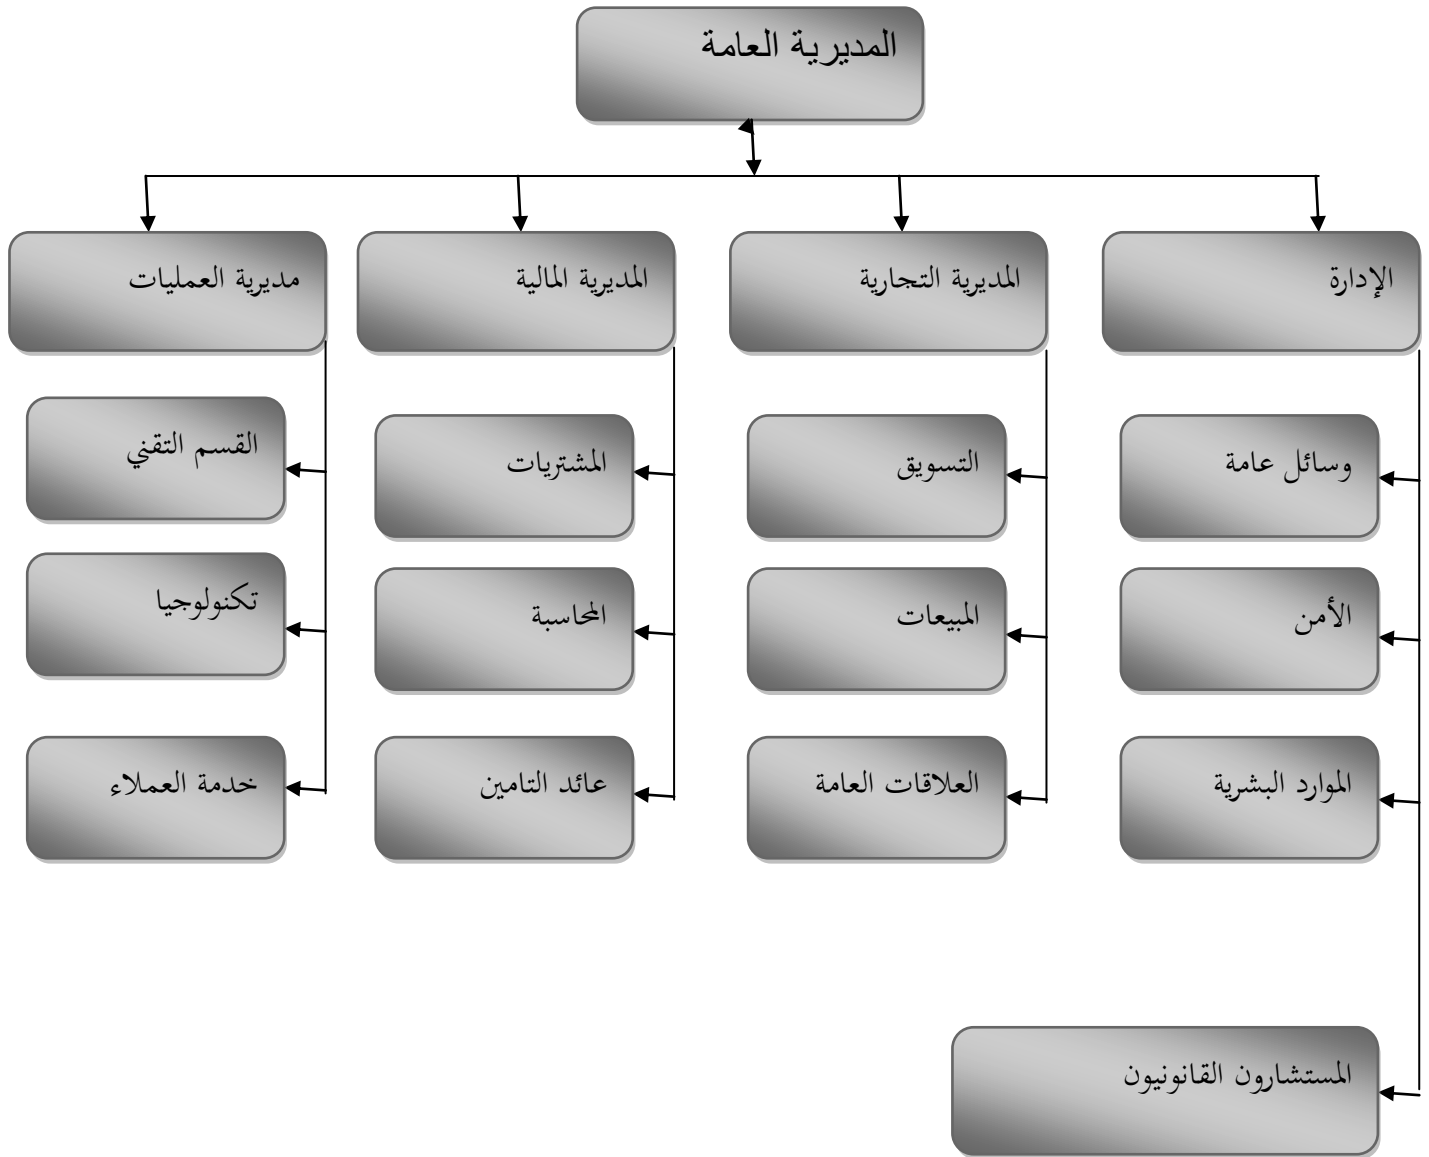 المديرية العامة
الإدارة
المديرية التجارية
المديرية المالية
مديرية العمليات
وسائل عامة
التسويق
المشتريات
القسم التقني
الأمن
المبيعات
المحاسبة
تكنولوجيا
الموارد البشرية
العلاقات العامة
عائد التامين
خدمة العملاء
المستشارون القانونيون